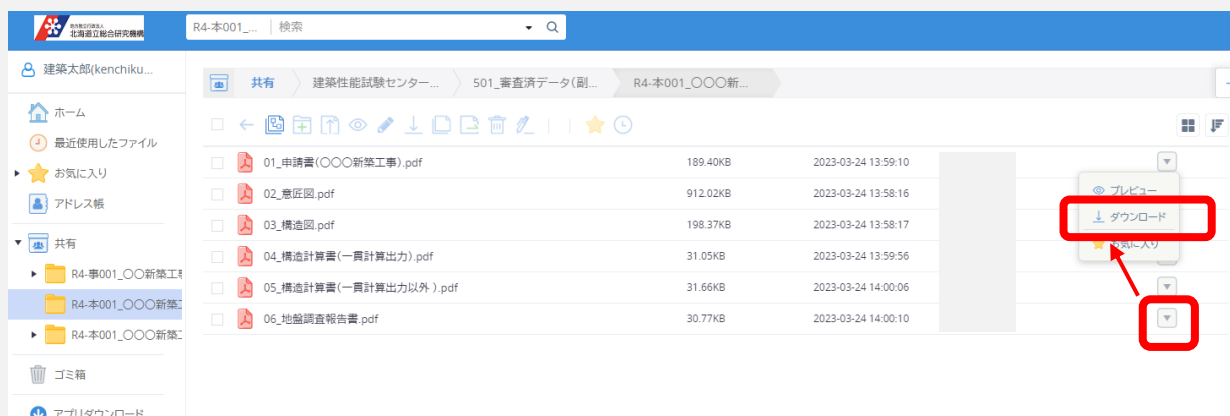 地方独立行政法人
北海道立総合研究機構
R4-本001_... 検索
建築太郎(kenchiku...
共有 建築性能試験センター... 501_審査済データ(副... R4-本001_〇〇〇新...
ホーム
最近使用したファイル
お気に入り
アドレス帳
共有
R4-事001_〇〇新築工事
R4-本001_〇〇〇新築工
R4-本001_〇〇〇新築工
ゴミ箱
アプリダウンロード
01_申請書(〇〇〇新築工事).pdf 189.40KB 2023-03-24 13:59:10
02_意匠図.pdf 912.02KB 2023-03-24 13:58:16
03_構造図.pdf 198.37KB 2023-03-24 13:58:17
04_構造計算書(一貫計算出力).pdf 31.05KB 2023-03-24 13:59:56
05_構造計算書(一貫計算出力以外 ).pdf 31.66KB 2023-03-24 14:00:06
06_地盤調査報告書.pdf 30.77KB 2023-03-24 14:00:10
プレビュー
ダウンロード
お気に入り